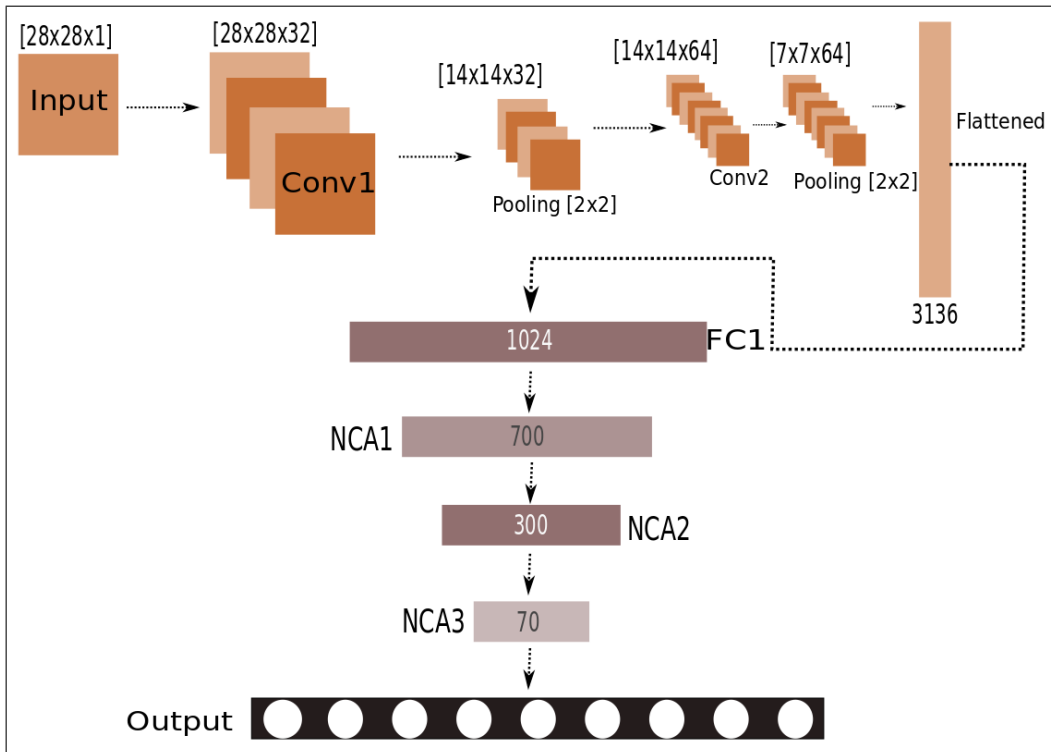 [28x28x1]
Input
[28x28x32]
Conv1
[14x14x32]
Pooling [2x2]
[14x14x64]
Conv2
[7x7x64]
Pooling [2x2]
Flattened
3136
1024
FC1
NCA1
700
300
NCA2
NCA3
70
Output